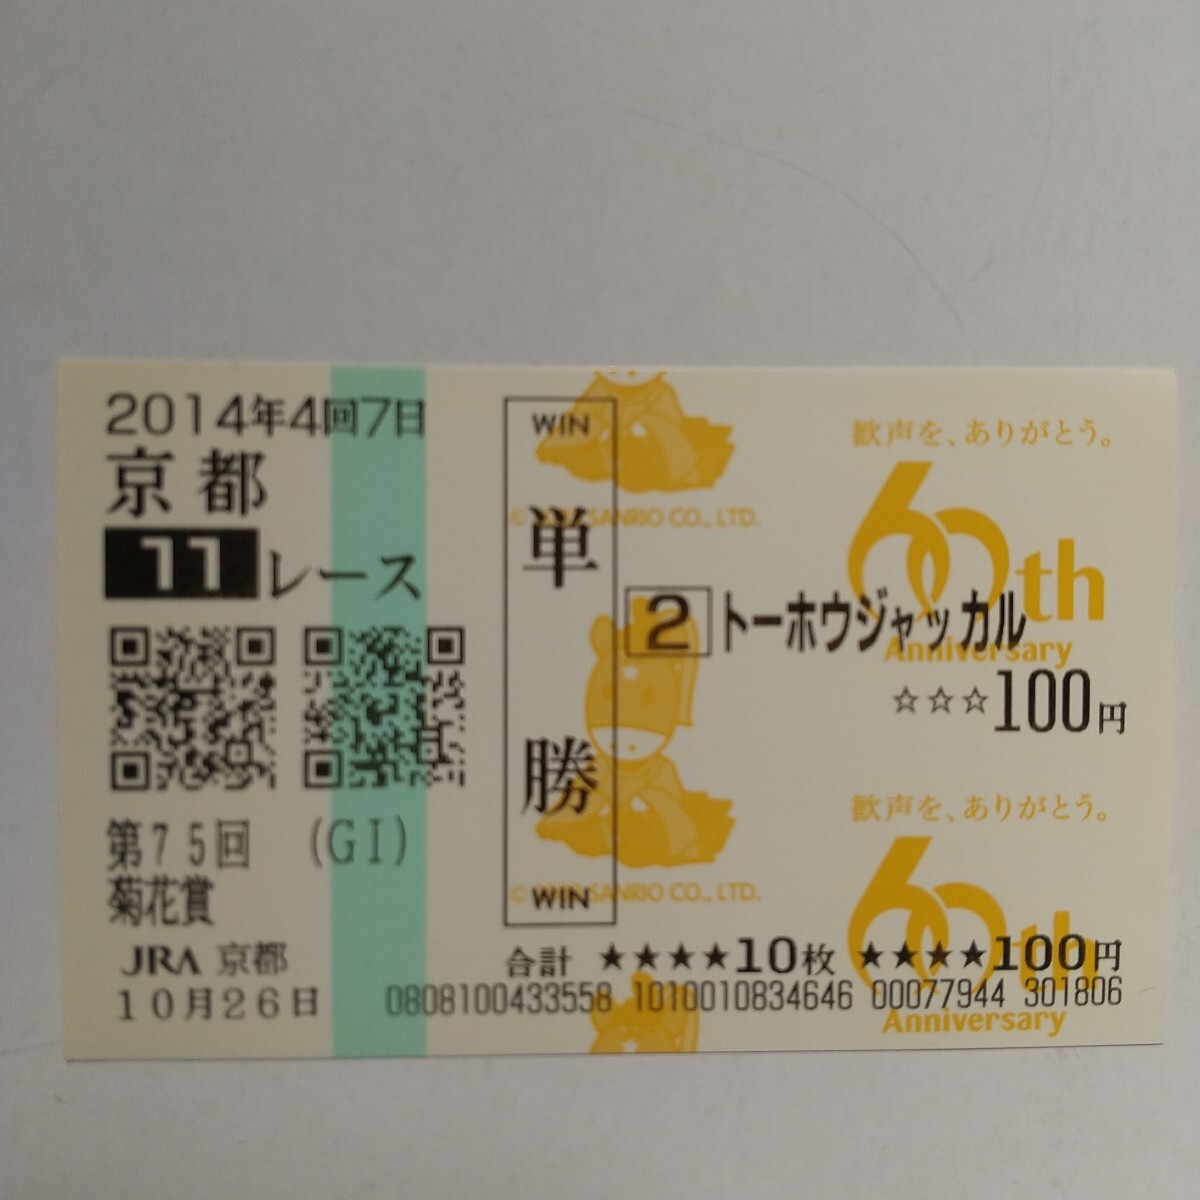 2014年4回7日
京都
11レース
第75回 (GI)
菊花賞
JRA 京都
10月26日
WIN
単勝
WIN
2 トーホウジャッカル
☆☆☆100円
合計 ★★★★10枚 ★★★★100円
0808100433558 1010010834646 00077944 301806
歓声を、ありがとう。
60th
Anniversary
SANRIO CO., LTD.
歓声を、ありがとう。
60th
Anniversary
SANRIO CO., LTD.